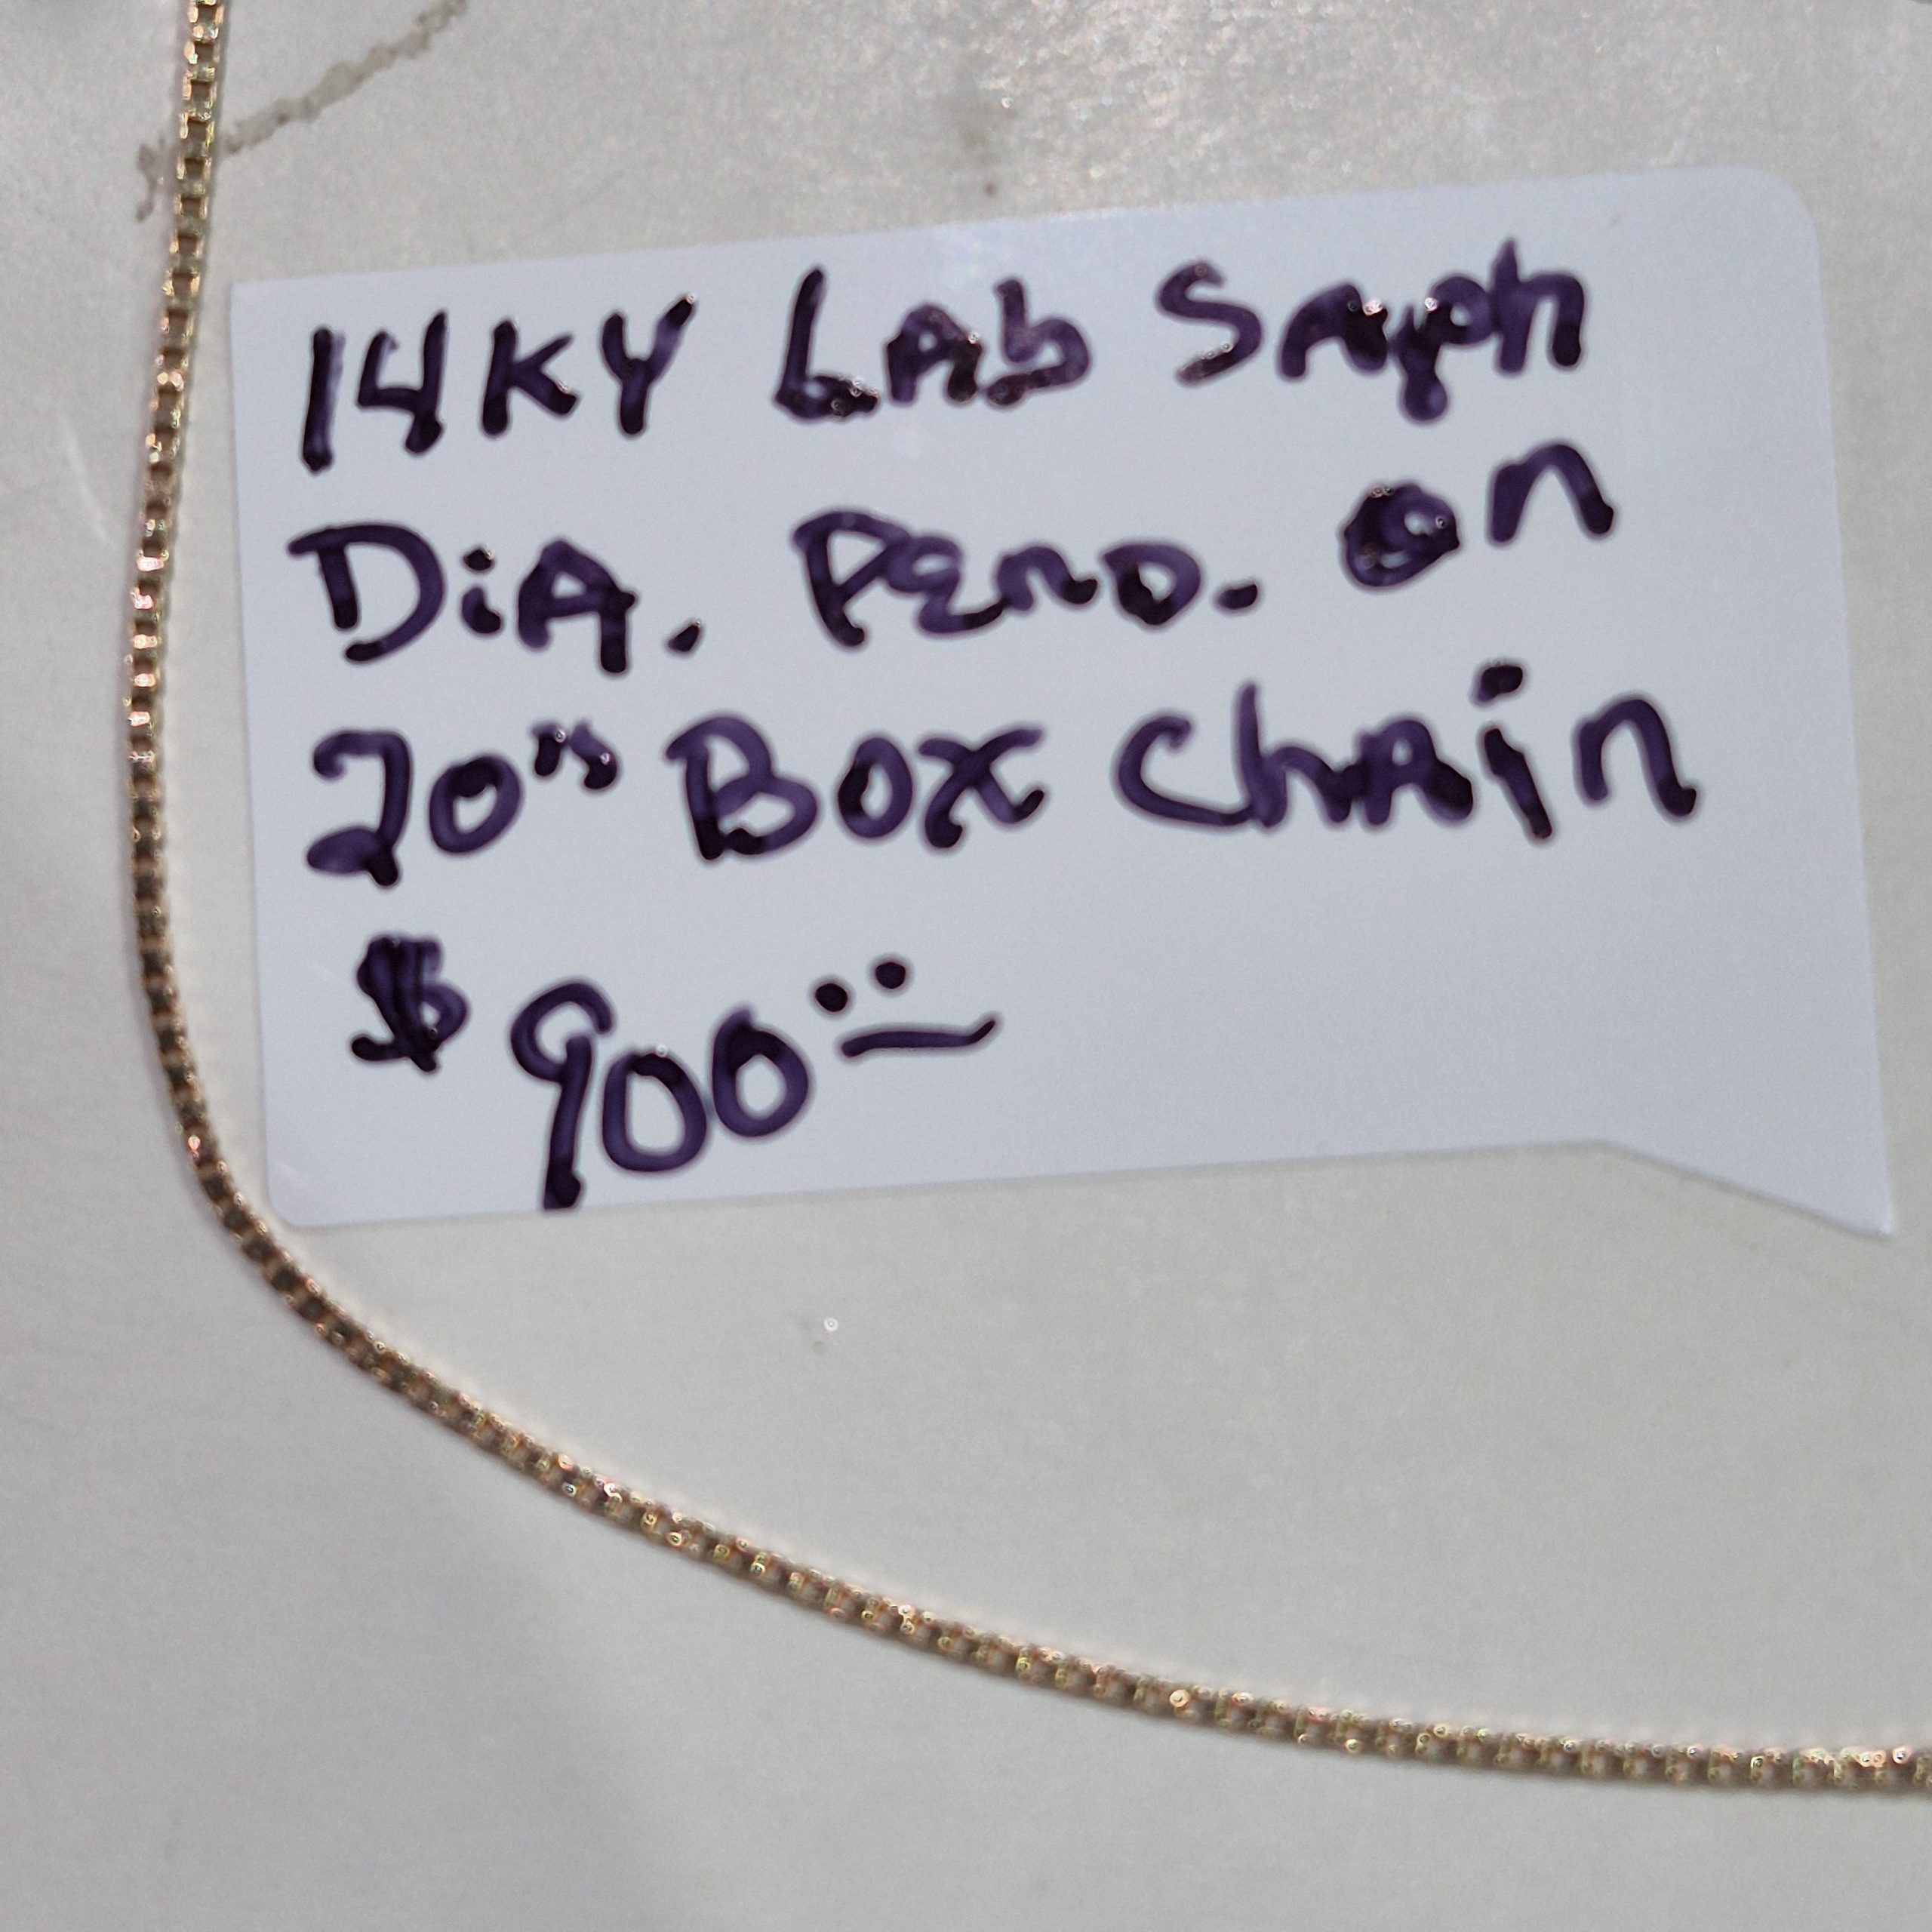 14KY LAb SAph
DiA. PenD. on
20" Box ChAin
$ 900